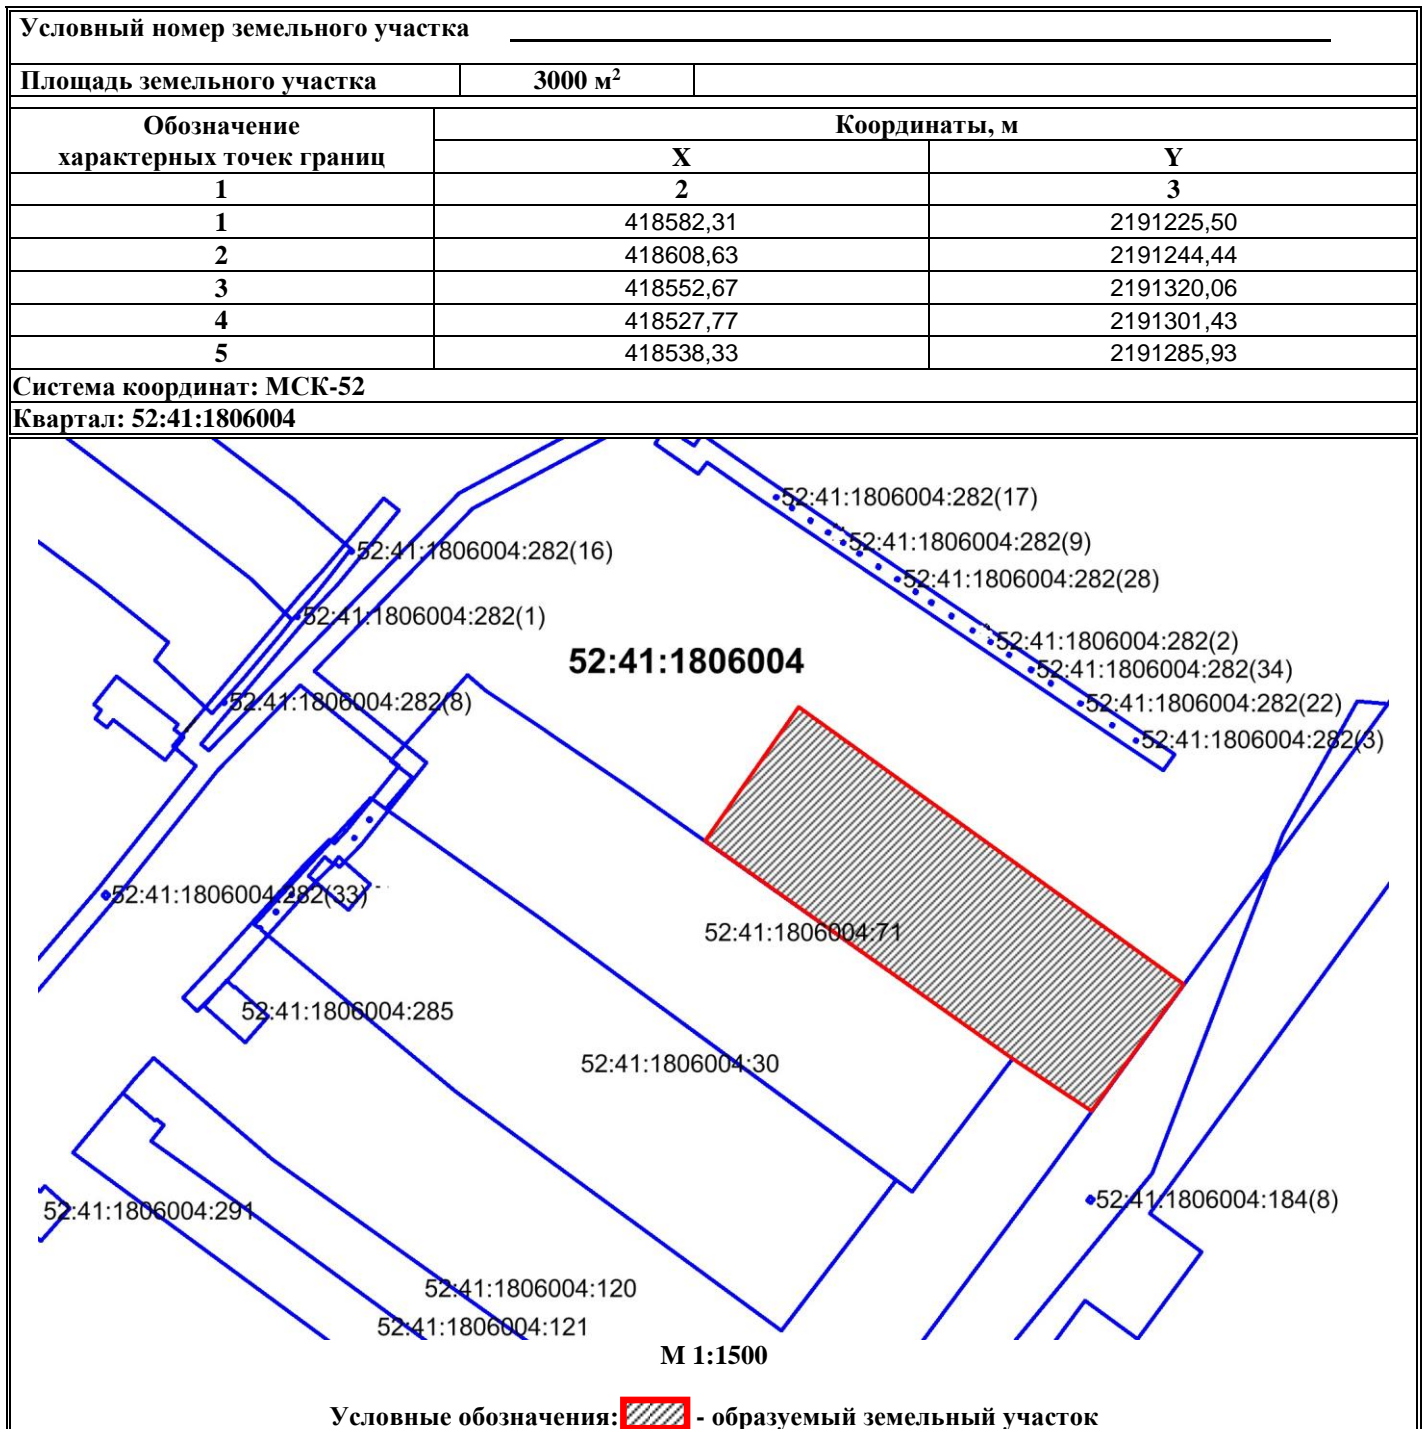 Условный номер земельного участка
Площадь земельного участка 3000 м²
Обозначение характерных точек границ Координаты, м
X Y
1 2 3
1 418582,31 2191225,50
2 418608,63 2191244,44
3 418552,67 2191320,06
4 418527,77 2191301,43
5 418538,33 2191285,93
Система координат: МСК-52
Квартал: 52:41:1806004
52:41:1806004:282(17)
52:41:1806004:282(9)
52:41:1806004:282(16)
52:41:1806004:282(28)
52:41:1806004:282(1)
52:41:1806004:282(2)
52:41:1806004
52:41:1806004:282(34)
52:41:1806004:282(8)
52:41:1806004:282(22)
52:41:1806004:282(3)
52:41:1806004:282(33)
52:41:1806004:71
52:41:1806004:285
52:41:1806004:30
52:41:1806004:184(8)
52:41:1806004:291
52:41:1806004:120
52:41:1806004:121
М 1:1500
Условные обозначения: - образуемый земельный участок